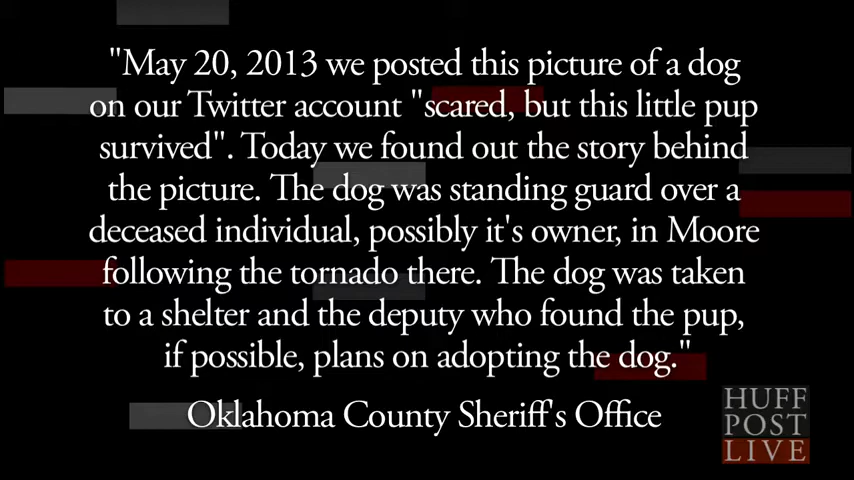 "May 20, 2013 we posted this picture of a dog
on our Twitter account "scared, but this little pup
survived". Today we found out the story behind
the picture. The dog was standing guard over a
deceased individual, possibly it's owner, in Moore
following the tornado there. The dog was taken
to a shelter and the deputy who found the pup,
if possible, plans on adopting the dog."
Oklahoma County Sheriff's Office
HUFF
POST
LIVE